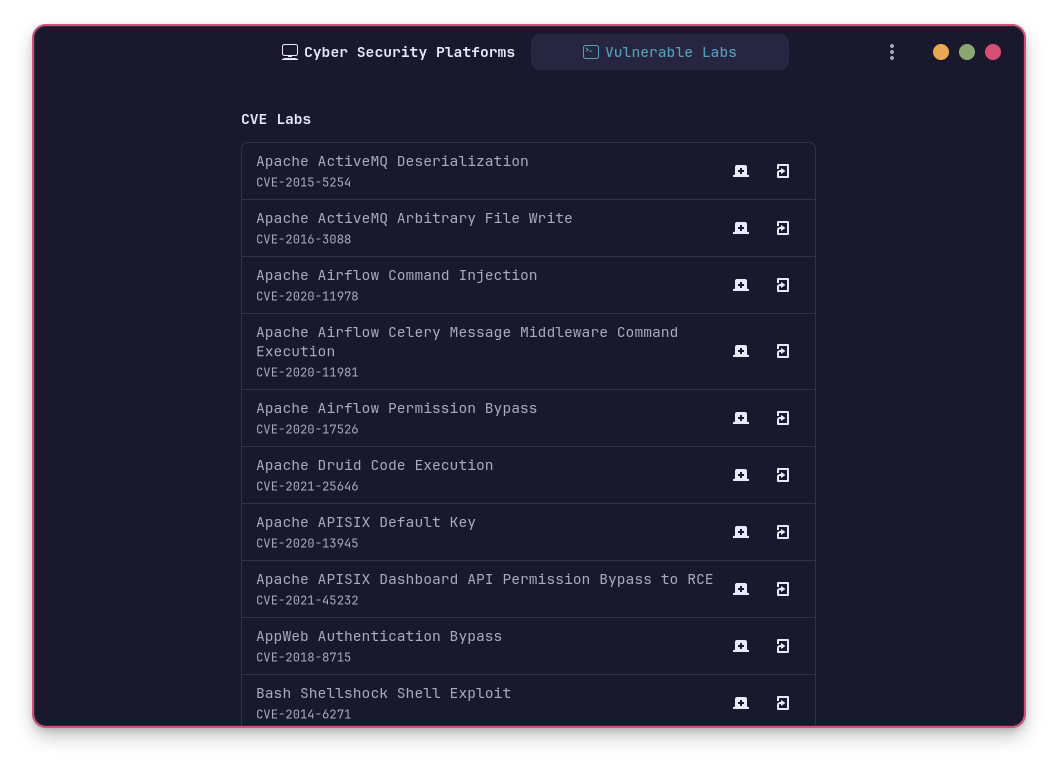 Cyber Security Platforms
Vulnerable Labs
CVE Labs
Apache ActiveMQ Deserialization
CVE-2015-5254
Apache ActiveMQ Arbitrary File Write
CVE-2016-3088
Apache Airflow Command Injection
CVE-2020-11978
Apache Airflow Celery Message Middleware Command
Execution
CVE-2020-11981
Apache Airflow Permission Bypass
CVE-2020-17526
Apache Druid Code Execution
CVE-2021-25646
Apache APISIX Default Key
CVE-2020-13945
Apache APISIX Dashboard API Permission Bypass to RCE
CVE-2021-45232
AppWeb Authentication Bypass
CVE-2018-8715
Bash Shellshock Shell Exploit
CVE-2014-6271